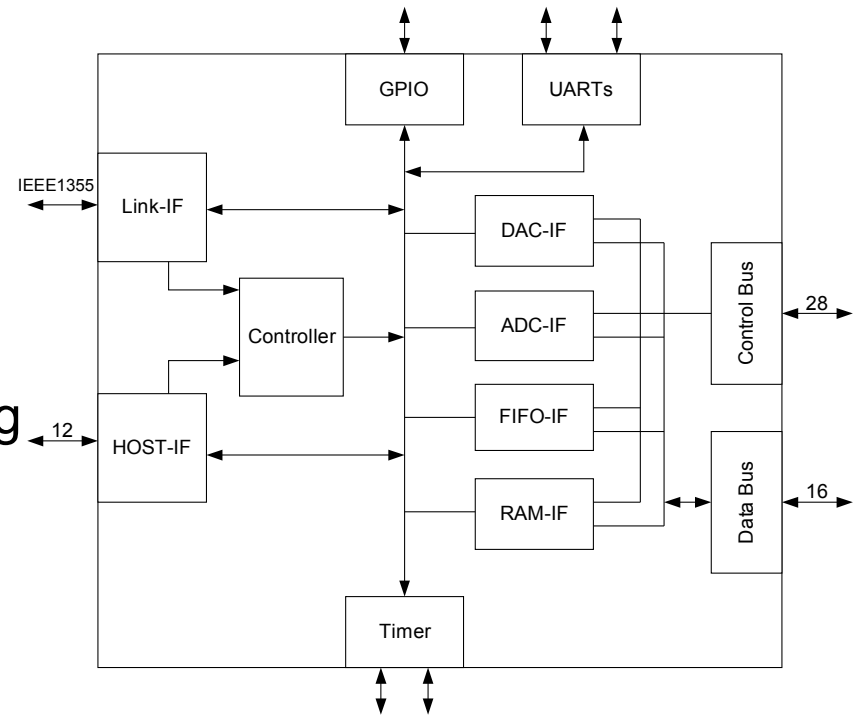 GPIO
UARTs
IEEE1355
Link-IF
DAC-IF
Controller
ADC-IF
Control Bus
28
g
12
HOST-IF
FIFO-IF
RAM-IF
Data Bus
16
Timer